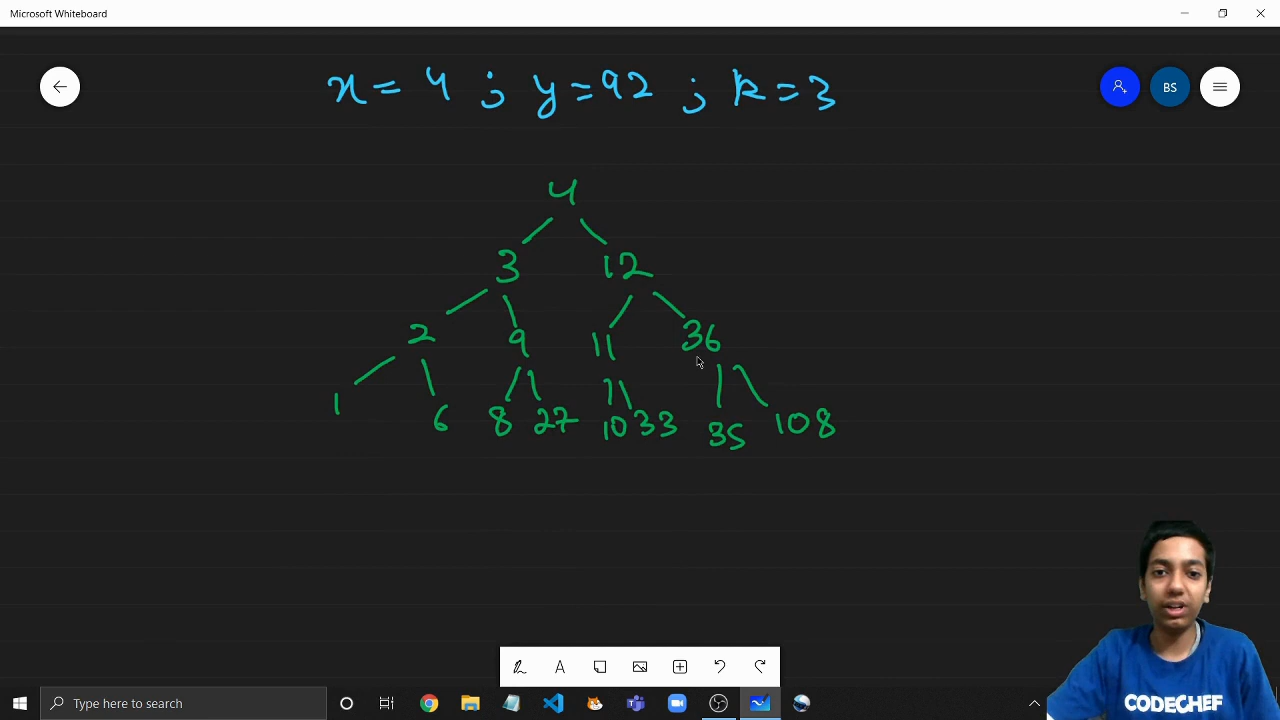 Microsoft Whiteboard
x = 4 ; y = 92 ; k = 3
BS
4
3 12
2 9 11 36
1 6 8 27 10 33 35 108
A
Type here to search
CODECHEF